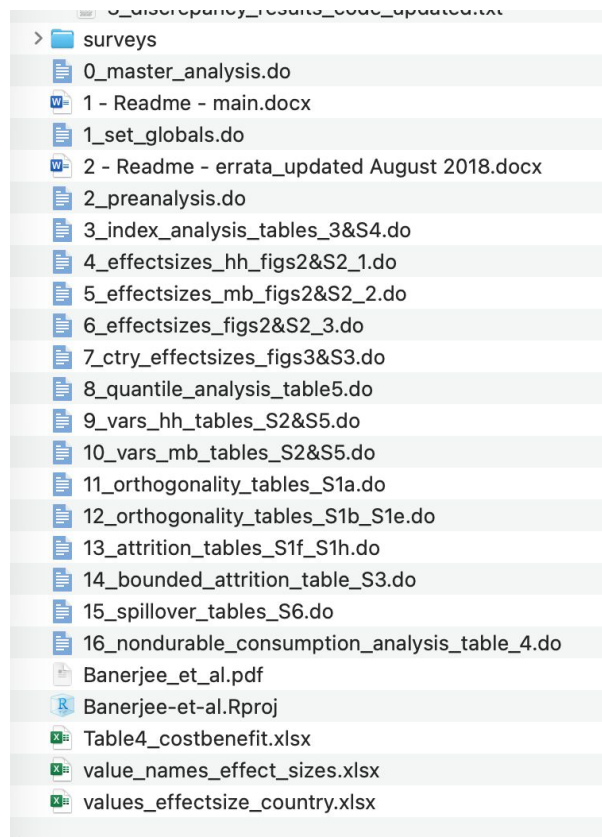 3_discrepancy_results_code_updated.txt
surveys
0_master_analysis.do
1 - Readme - main.docx
1_set_globals.do
2 - Readme - errata_updated August 2018.docx
2_preanalysis.do
3_index_analysis_tables_3&S4.do
4_effectsizes_hh_figs2&S2_1.do
5_effectsizes_mb_figs2&S2_2.do
6_effectsizes_figs2&S2_3.do
7_ctry_effectsizes_figs3&S3.do
8_quantile_analysis_table5.do
9_vars_hh_tables_S2&S5.do
10_vars_mb_tables_S2&S5.do
11_orthogonality_tables_S1a.do
12_orthogonality_tables_S1b_S1e.do
13_attrition_tables_S1f_S1h.do
14_bounded_attrition_table_S3.do
15_spillover_tables_S6.do
16_nondurable_consumption_analysis_table_4.do
Banerjee_et_al.pdf
Banerjee-et-al.Rproj
Table4_costbenefit.xlsx
value_names_effect_sizes.xlsx
values_effectsize_country.xlsx